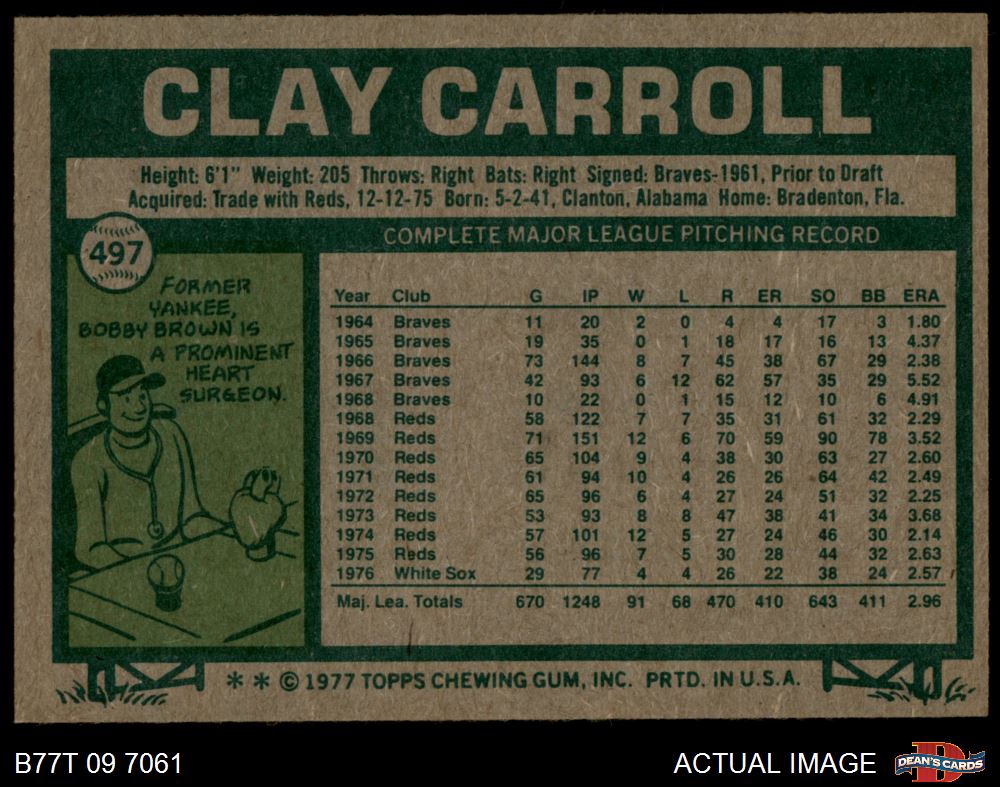 CLAY CARROLL
Height: 6'1" Weight: 205 Throws: Right Bats: Right Signed: Braves-1961, Prior to Draft
Acquired: Trade with Reds, 12-12-75 Born: 5-2-41, Clanton, Alabama Home: Bradenton, Fla.
497
FORMER
YANKEE,
BOBBY BROWN IS
A PROMINENT
HEART
SURGEON.
COMPLETE MAJOR LEAGUE PITCHING RECORD
Year Club G IP W L R ER SO BB ERA
1964 Braves 11 20 2 0 4 4 17 3 1.80
1965 Braves 19 35 0 1 18 17 16 13 4.37
1966 Braves 73 144 8 7 45 38 67 29 2.38
1967 Braves 42 93 6 12 62 57 35 29 5.52
1968 Braves 10 22 0 1 15 12 10 6 4.91
1968 Reds 58 122 7 7 35 31 61 32 2.29
1969 Reds 71 151 12 6 70 59 90 78 3.52
1970 Reds 65 104 9 4 38 30 63 27 2.60
1971 Reds 61 94 10 4 26 26 64 42 2.49
1972 Reds 65 96 6 4 27 24 51 32 2.25
1973 Reds 53 93 8 8 47 38 41 34 3.68
1974 Reds 57 101 12 5 27 24 46 30 2.14
1975 Reds 56 96 7 5 30 28 44 32 2.63
1976 White Sox 29 77 4 4 26 22 38 24 2.57
Maj. Lea. Totals 670 1248 91 68 470 410 643 411 2.96
* * © 1977 TOPPS CHEWING GUM, INC. PRTD. IN U.S.A.
B77T 09 7061
ACTUAL IMAGE
D
DEAN'S CARDS